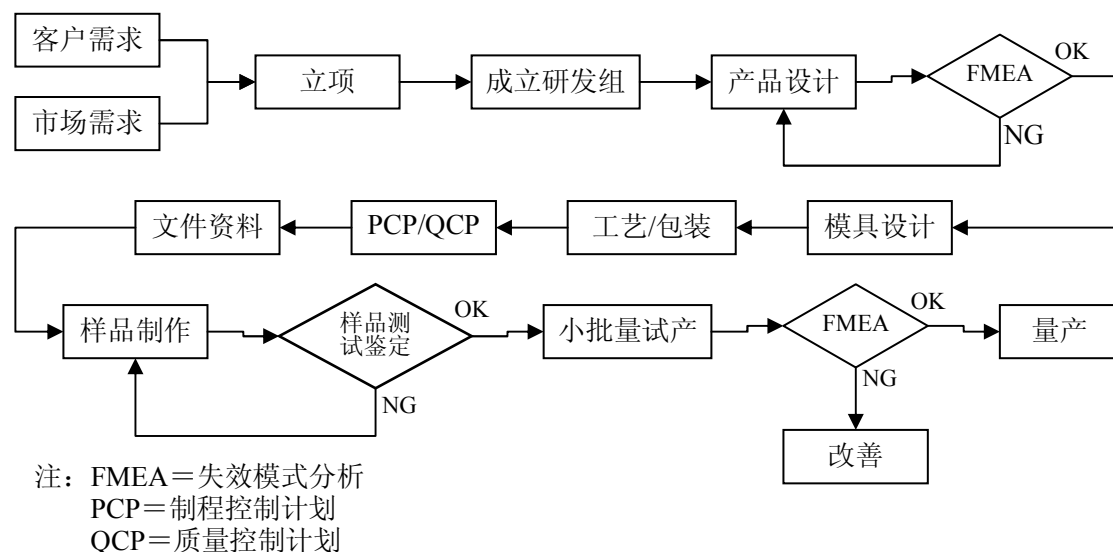 客户需求
市场需求
立项
成立研发组
产品设计
FMEA
OK
NG
文件资料
PCP/QCP
工艺/包装
模具设计
样品制作
样品测
试鉴定
OK
NG
小批量试产
FMEA
OK
NG
量产
改善
注：FMEA＝失效模式分析
PCP＝制程控制计划
QCP＝质量控制计划